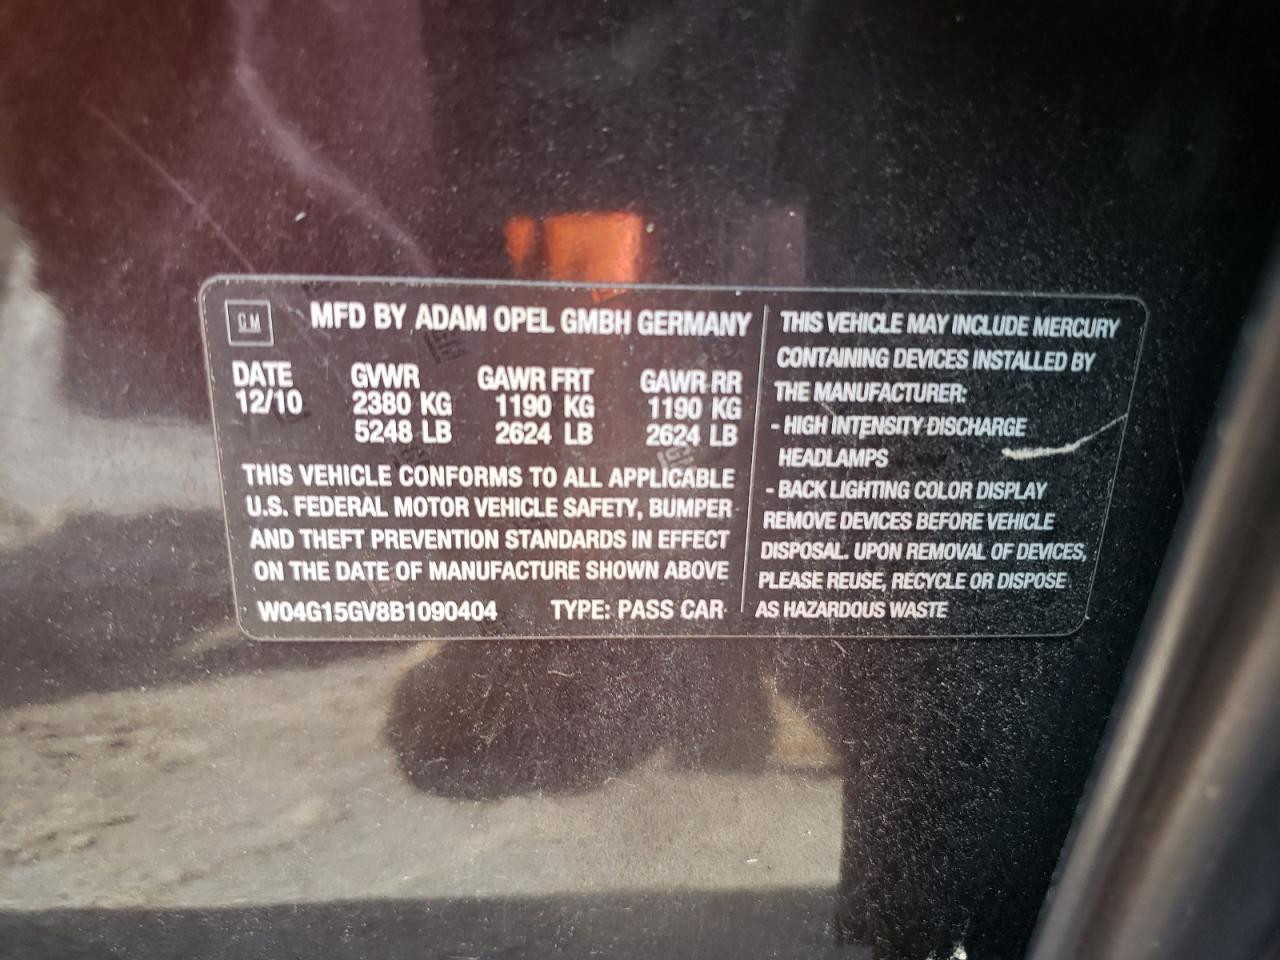 GM
MFD BY ADAM OPEL GMBH GERMANY
DATE GVWR GAWR FRT GAWR RR
12/10 2380 KG 1190 KG 1190 KG
5248 LB 2624 LB 2624 LB
THIS VEHICLE CONFORMS TO ALL APPLICABLE
U.S. FEDERAL MOTOR VEHICLE SAFETY, BUMPER
AND THEFT PREVENTION STANDARDS IN EFFECT
ON THE DATE OF MANUFACTURE SHOWN ABOVE
W04G15GV8B1090404 TYPE: PASS CAR
THIS VEHICLE MAY INCLUDE MERCURY
CONTAINING DEVICES INSTALLED BY
THE MANUFACTURER:
- HIGH INTENSITY DISCHARGE
HEADLAMPS
- BACK LIGHTING COLOR DISPLAY
REMOVE DEVICES BEFORE VEHICLE
DISPOSAL. UPON REMOVAL OF DEVICES,
PLEASE REUSE, RECYCLE OR DISPOSE
AS HAZARDOUS WASTE